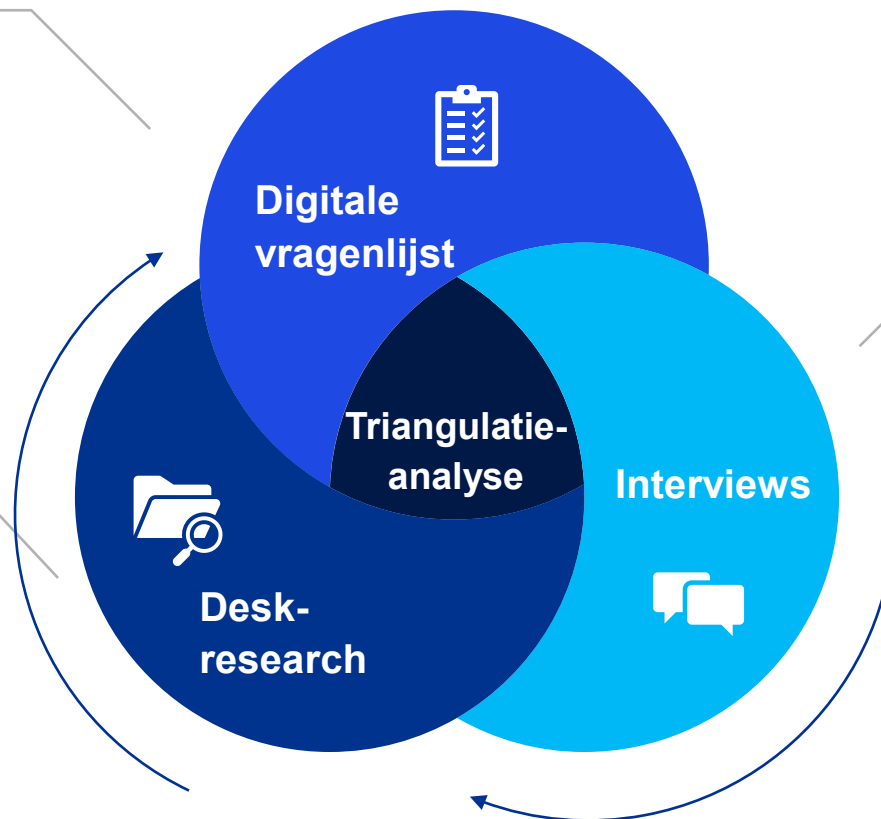 Digitale
vragenlijst
Triangulatie-
analyse
Interviews
Desk-
research